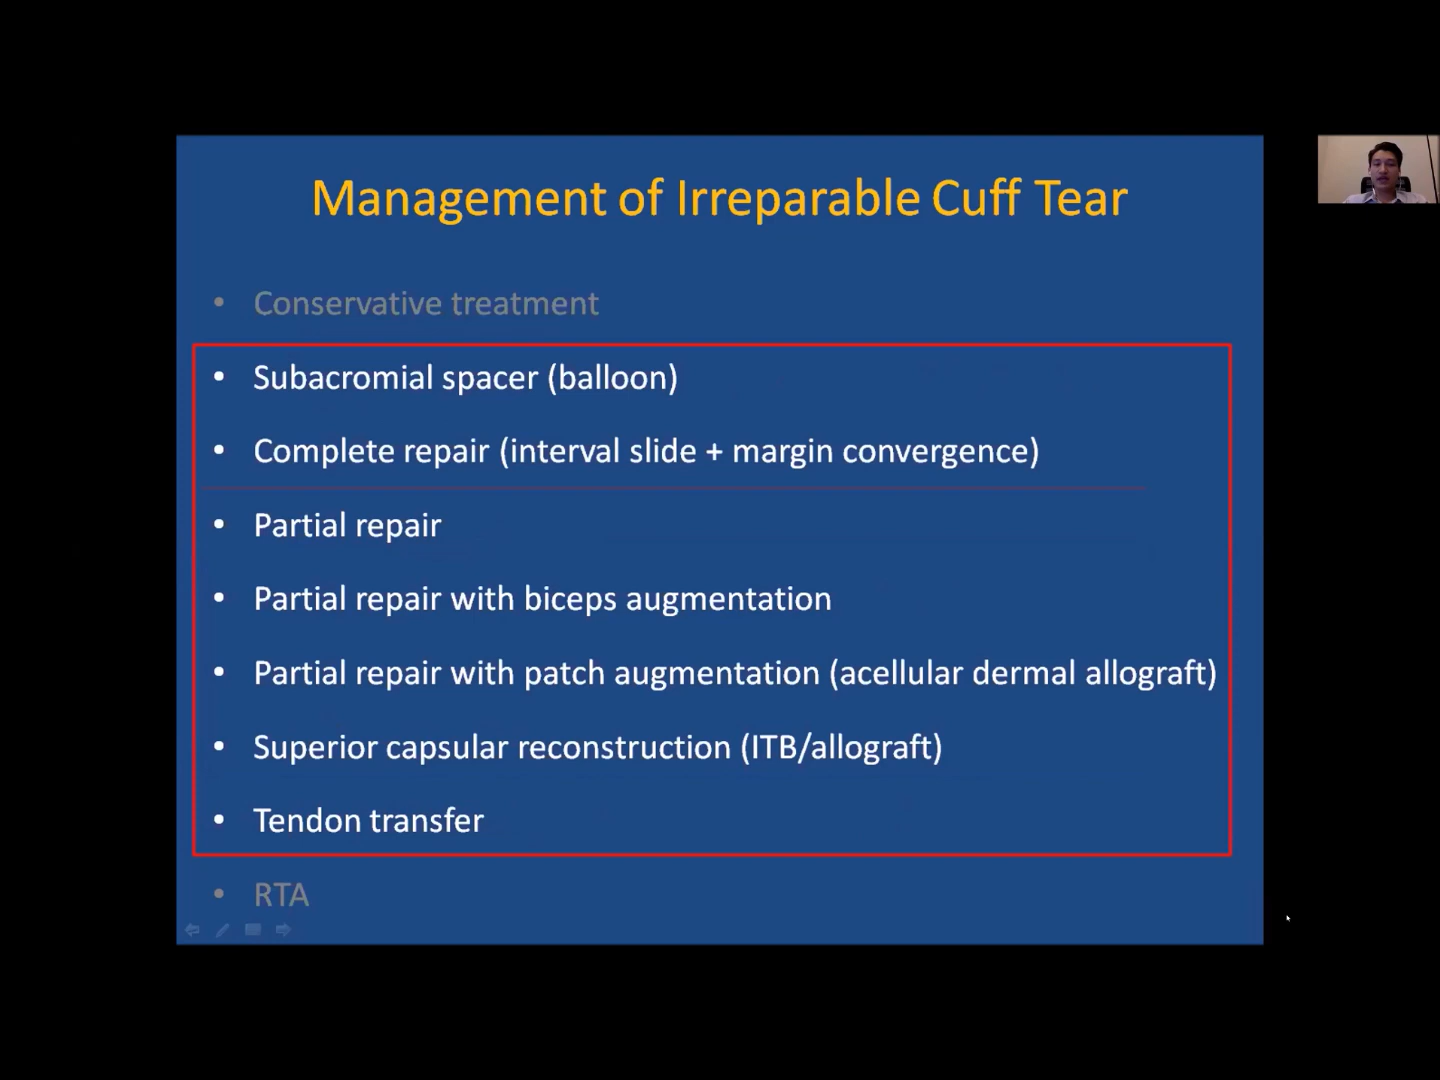 Management of Irreparable Cuff Tear
• Conservative treatment
• Subacromial spacer (balloon)
• Complete repair (interval slide + margin convergence)
• Partial repair
• Partial repair with biceps augmentation
• Partial repair with patch augmentation (acellular dermal allograft)
• Superior capsular reconstruction (ITB/allograft)
• Tendon transfer
• RTA